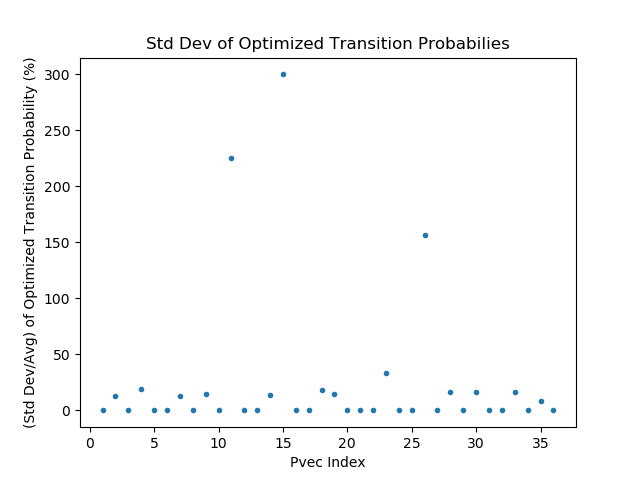 Std Dev of Optimized Transition Probabilies
(Std Dev/Avg) of Optimized Transition Probability (%)
300
250
200
150
100
50
0
0 5 10 15 20 25 30 35
Pvec Index